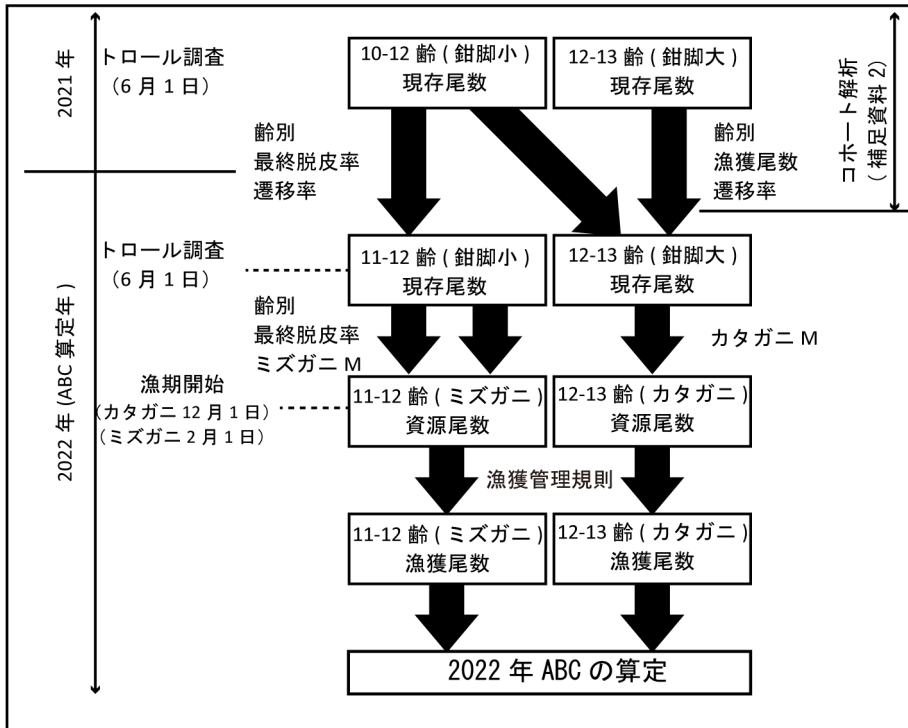 2021 年
トロール調査
（6 月 1 日）
10-12 齢 ( 鉗脚小 )
現存尾数
12-13 齢 ( 鉗脚大 )
現存尾数
コホート解析
( 補足資料 2)
齢別
最終脱皮率
遷移率
齢別
漁獲尾数
遷移率
2022 年 (ABC 算定年 )
トロール調査
（6 月 1 日）
11-12 齢 ( 鉗脚小 )
現存尾数
12-13 齢 ( 鉗脚大 )
現存尾数
齢別
最終脱皮率
ミズガニ M
カタガニ M
漁期開始
（カタガニ 12 月 1 日）
（ミズガニ 2 月 1 日）
11-12 齢 ( ミズガニ )
資源尾数
12-13 齢 ( カタガニ )
資源尾数
漁獲管理規則
11-12 齢 ( ミズガニ )
漁獲尾数
12-13 齢 ( カタガニ )
漁獲尾数
2022 年 ABC の算定